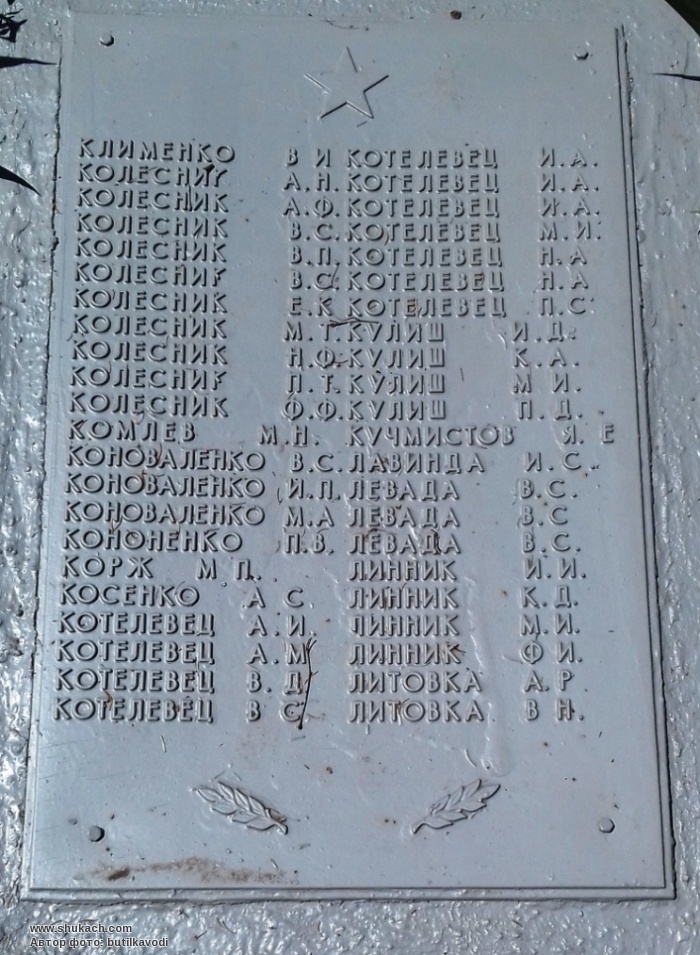 КЛИМЕНКО В И КОТЕЛЕВЕЦ И.А.
КОЛЕСНИК А.Н. КОТЕЛЕВЕЦ И.А.
КОЛЕСНИК А.Ф. КОТЕЛЕВЕЦ И.А.
КОЛЕСНИК В.С. КОТЕЛЕВЕЦ М.И.
КОЛЕСНИК В.П. КОТЕЛЕВЕЦ Н.А
КОЛЕСНИК В.С. КОТЕЛЕВЕЦ Н.А
КОЛЕСНИК Е.К КОТЕЛЕВЕЦ П.С
КОЛЕСНИК М.Т. КУЛИШ И.Д.
КОЛЕСНИК Н.Ф. КУЛИШ К.А.
КОЛЕСНИК П.Т. КУЛИШ М И.
КОЛЕСНИК Ф.Ф. КУЛИШ П.Д.
КОМЛЕВ М.Н. КУЧМИСТОВ Я. Е
КОНОВАЛЕНКО В.С. ЛАВИНДА И.С.
КОНОВАЛЕНКО И.П. ЛЕВАДА В.С.
КОНОВАЛЕНКО М.А ЛЕВАДА В.С
КОНОНЕНКО П.В. ЛЕВАДА В.С.
КОРЖ М.П. ЛИННИК И.И.
КОСЕНКО А С. ЛИННИК К.Д.
КОТЕЛЕВЕЦ А.И. ЛИННИК М.И.
КОТЕЛЕВЕЦ А.М ЛИННИК Ф И.
КОТЕЛЕВЕЦ В.Д ЛИТОВКА А.Р
КОТЕЛЕВЕЦ В С ЛИТОВКА В Н.
www.shukach.com
Автор фото: butilkavodi